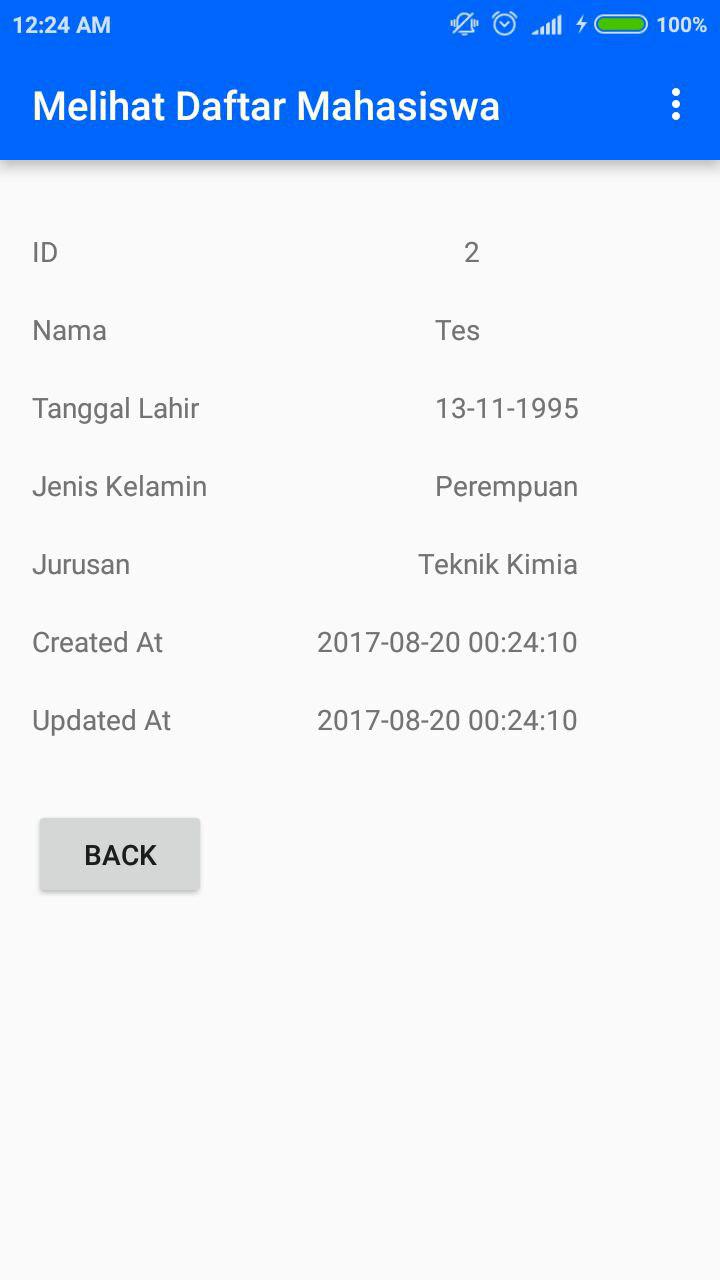 12:24 AM 100%
Melihat Daftar Mahasiswa
ID 2
Nama Tes
Tanggal Lahir 13-11-1995
Jenis Kelamin Perempuan
Jurusan Teknik Kimia
Created At 2017-08-20 00:24:10
Updated At 2017-08-20 00:24:10
BACK